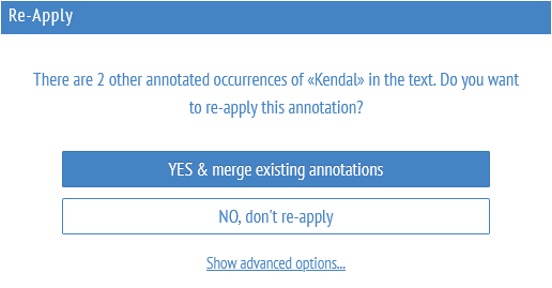 Re-Apply
There are 2 other annotated occurrences of «Kendal» in the text. Do you want
to re-apply this annotation?
YES & merge existing annotations
NO, don't re-apply
Show advanced options...